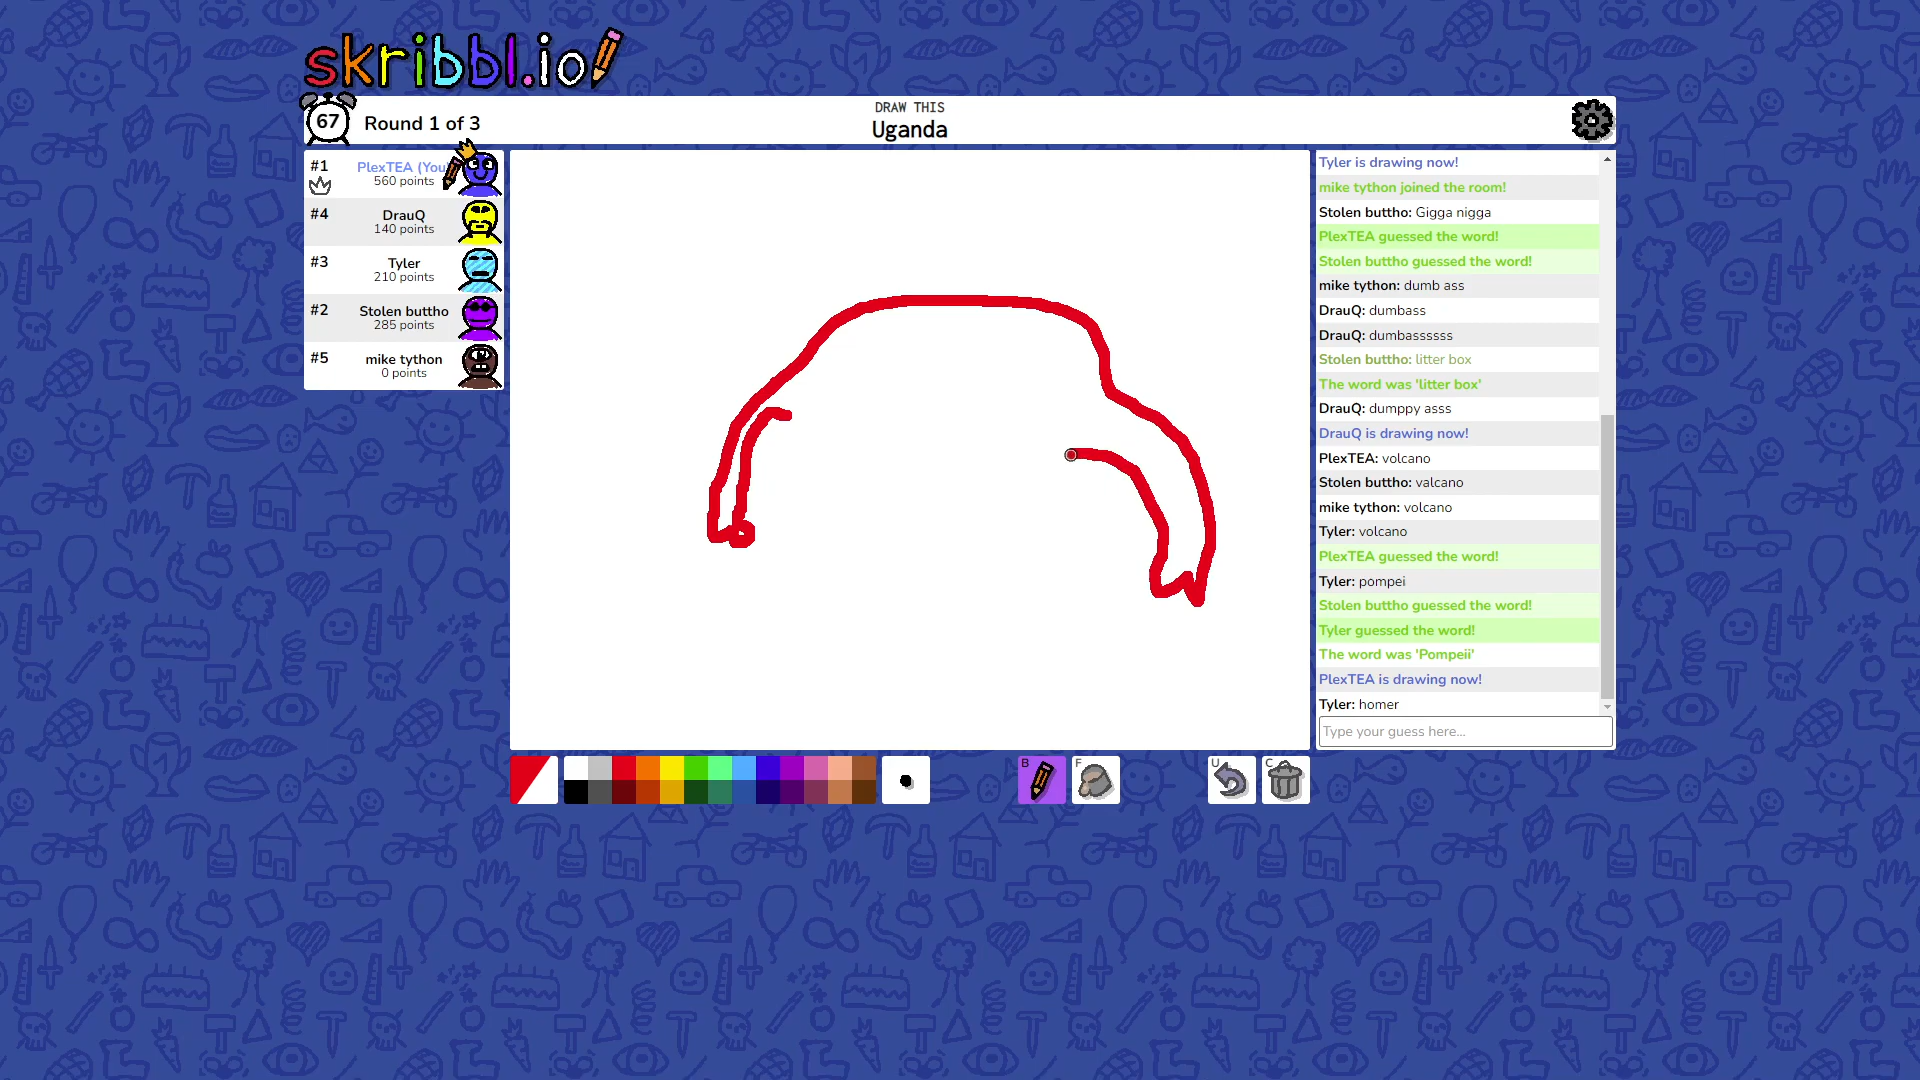 skribbl.io
67
Round 1 of 3
DRAW THIS
Uganda
#1
PlexTEA (You
560 points
#4
DrauQ
140 points
#3
Tyler
210 points
#2
Stolen buttho
285 points
#5
mike tython
0 points
Tyler is drawing now!
mike tython joined the room!
Stolen buttho: Gigga nigga
PlexTEA guessed the word!
Stolen buttho guessed the word!
mike tython: dumb ass
DrauQ: dumbass
DrauQ: dumbassssss
Stolen buttho: litter box
The word was 'litter box'
DrauQ: dumppy asss
DrauQ is drawing now!
PlexTEA: volcano
Stolen buttho: valcano
mike tython: volcano
Tyler: volcano
PlexTEA guessed the word!
Tyler: pompei
Stolen buttho guessed the word!
Tyler guessed the word!
The word was 'Pompeii'
PlexTEA is drawing now!
Tyler: homer
Type your guess here...
B
F
U
C